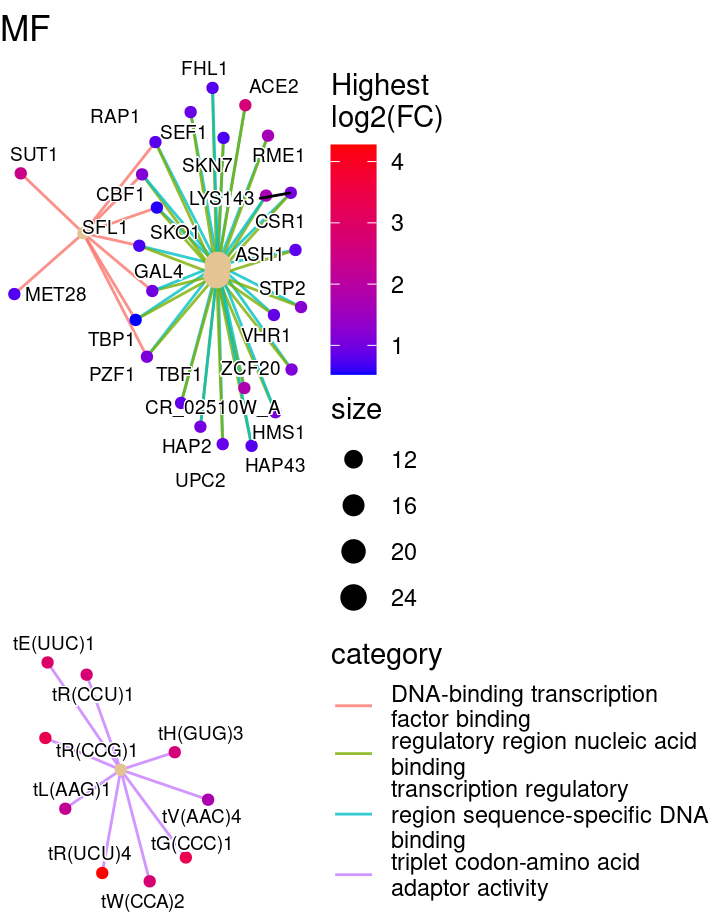 MF
FHL1
ACE2
RAP1
SEF1
SUT1
SKN7
RME1
CBF1
LYS143
SFL1
SKO1
CSR1
GAL4
ASH1
MET28
STP2
TBP1
VHR1
PZF1
TBF1
ZCF20
CR_02510W_A
HAP2
HMS1
UPC2
HAP43
tE(UUC)1
tR(CCU)1
tR(CCG)1
tH(GUG)3
tL(AAG)1
tV(AAC)4
tR(UCU)4
tG(CCC)1
tW(CCA)2
Highest
log2(FC)
4
3
2
1
size
12
16
20
24
category
DNA-binding transcription
factor binding
regulatory region nucleic acid
binding
transcription regulatory
region sequence-specific DNA
binding
triplet codon-amino acid
adaptor activity